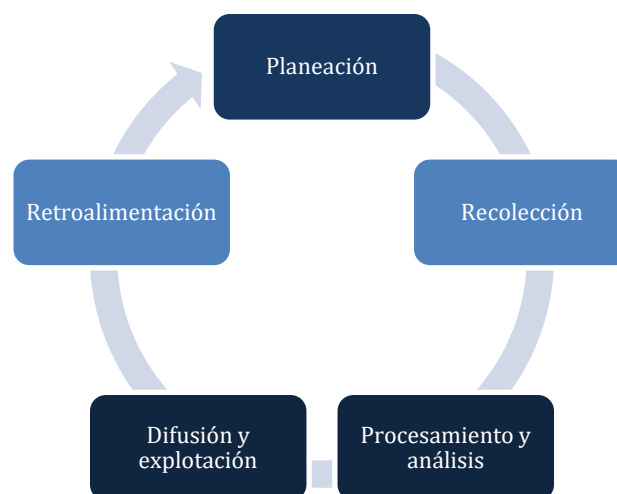 Planeación
Recolección
Procesamiento y
análisis
Difusión y
explotación
Retroalimentación